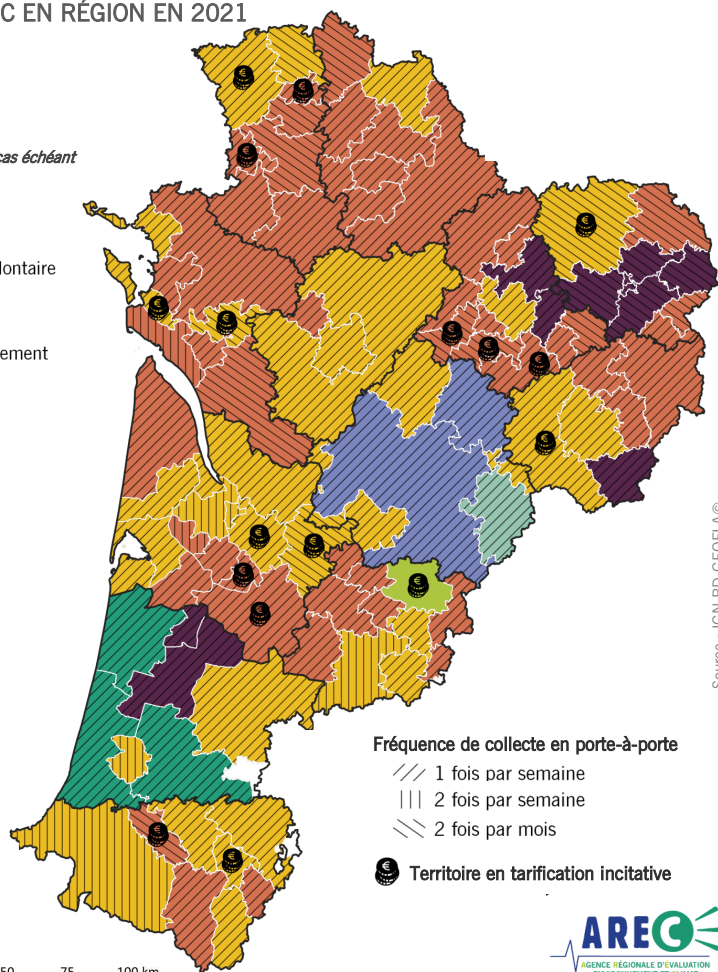 C EN RÉGION EN 2021
cas échéant
lontaire
ement
Fréquence de collecte en porte-à-porte
1 fois par semaine
2 fois par semaine
2 fois par mois
Territoire en tarification incitative
50 75 100 km
AREC
AGENCE RÉGIONALE D'ÉVALUATION